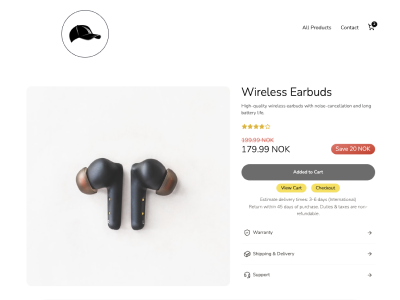 All Products
Contact
2
Wireless Earbuds
High-quality wireless earbuds with noise-cancellation and long
battery life.
199.99 NOK
179.99 NOK
Save 20 NOK
Added to Cart
View Cart
Checkout
Estimate delivery times: 3-6 days (International)
Return within 45 days of purchase. Duties & taxes are non-
refundable.
Warranty
Shipping & Delivery
Support